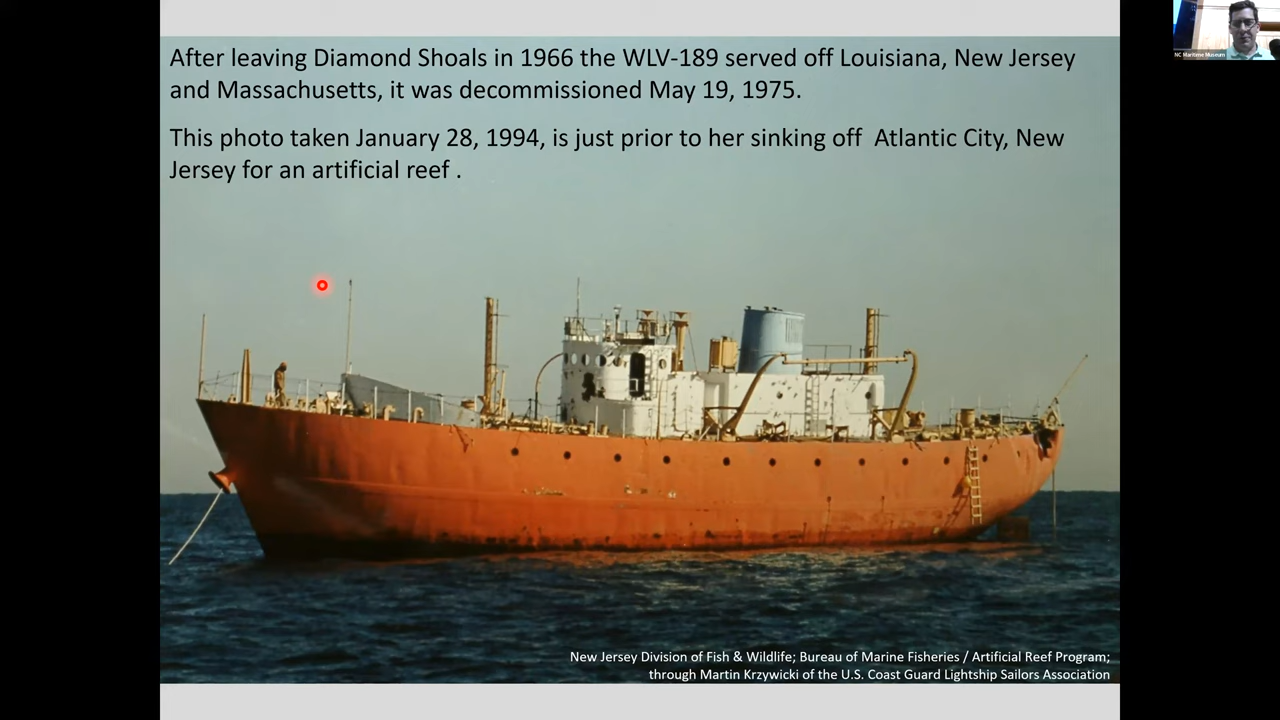 After leaving Diamond Shoals in 1966 the WLV-189 served off Louisiana, New Jersey
and Massachusetts, it was decommissioned May 19, 1975.
This photo taken January 28, 1994, is just prior to her sinking off Atlantic City, New
Jersey for an artificial reef .
New Jersey Division of Fish & Wildlife; Bureau of Marine Fisheries / Artificial Reef Program;
through Martin Krzywicki of the U.S. Coast Guard Lightship Sailors Association
NC Maritime Museum